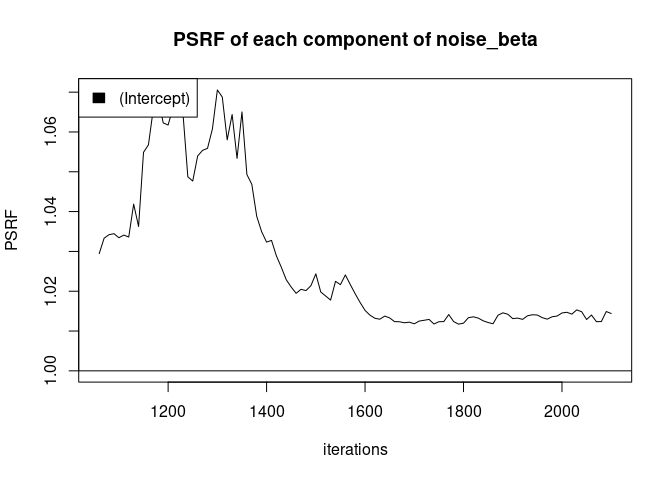 PSRF of each component of noise_beta
(Intercept)
PSRF
1.06
1.04
1.02
1.00
1200 1400 1600 1800 2000
iterations